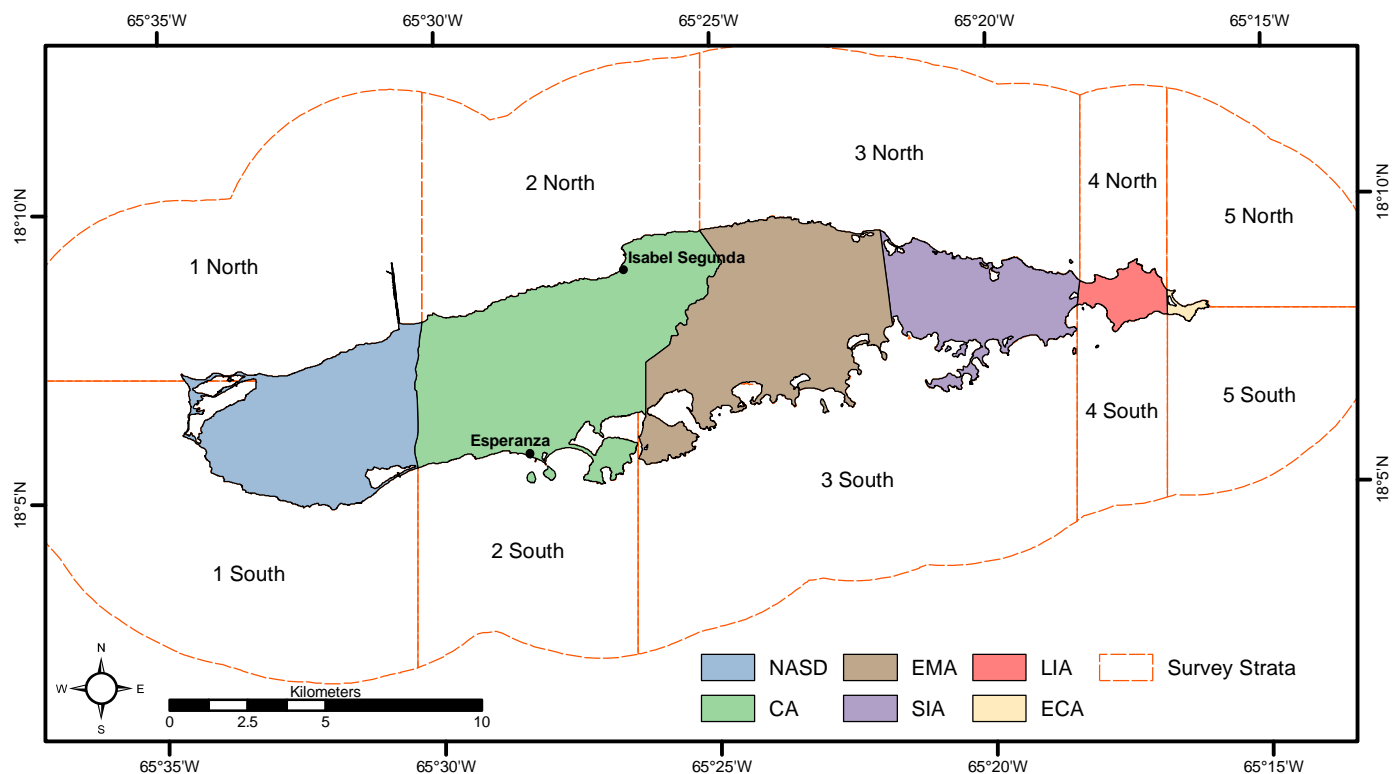 65°35'W 65°30'W 65°25'W 65°20'W 65°15'W
3 North
2 North
4 North
18°10'N
18°10'N
5 North
1 North
Isabel Segunda
Esperanza
4 South
5 South
3 South
18°5'N
18°5'N
2 South
1 South
N
W E
S
Kilometers
0 2.5 5 10
NASD EMA LIA Survey Strata
CA SIA ECA
65°35'W 65°30'W 65°25'W 65°20'W 65°15'W